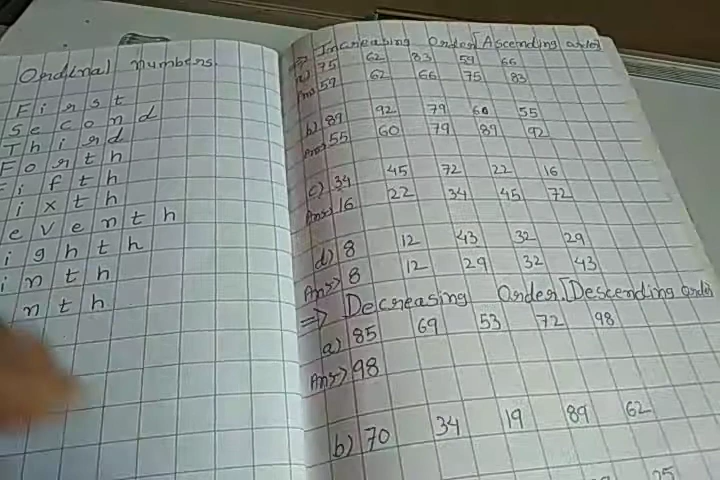 Ordinal numbers.
First
Second
Third
Forth
Fifth
ixth
eventh
ighth
inth
nth
=> Increasing Order [Ascending order
a) 75 62 83 59 66
Ans> 59 62 66 75 83
b) 89 92 79 60 55
Ans> 55 60 79 89 92
c) 34 45 72 22 16
Ans> 16 22 34 45 72
d) 8 12 43 32 29
Ans> 8 12 29 32 43
=> Decreasing Order. [Descending order
a) 85 69 53 72 98
Ans> 98
b) 70 34 19 89 62